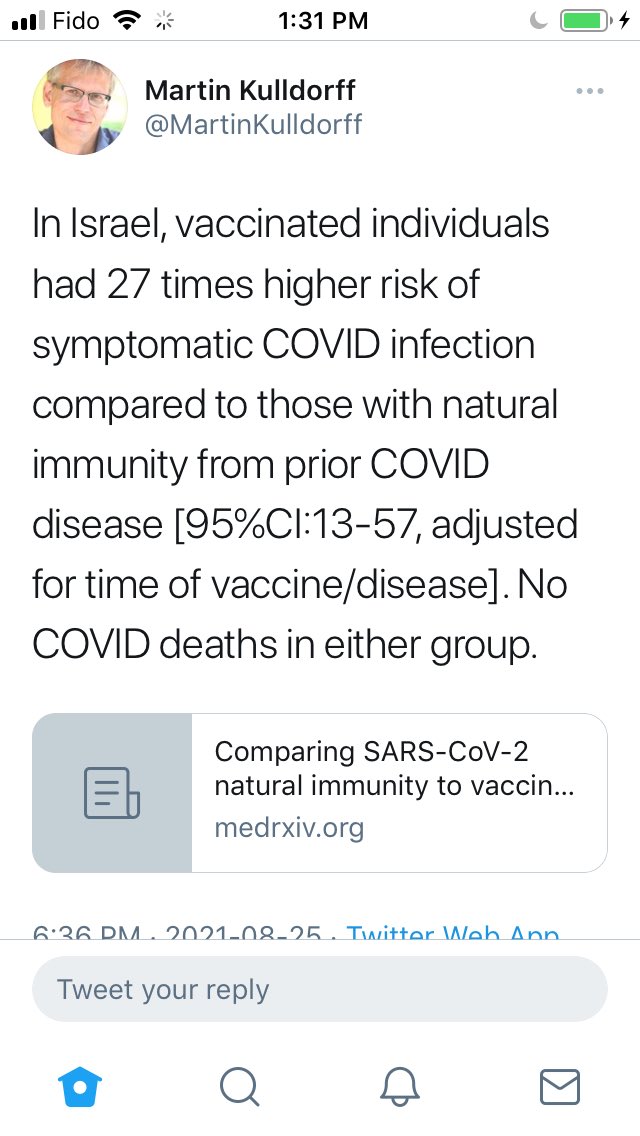 Fido 1:31 PM
Martin Kulldorff
@MartinKulldorff
In Israel, vaccinated individuals
had 27 times higher risk of
symptomatic COVID infection
compared to those with natural
immunity from prior COVID
disease [95%CI:13-57, adjusted
for time of vaccine/disease]. No
COVID deaths in either group.
Comparing SARS-CoV-2
natural immunity to vaccin...
medrxiv.org
6:36 PM · 2021-08-25 · Twitter Web App
Tweet your reply